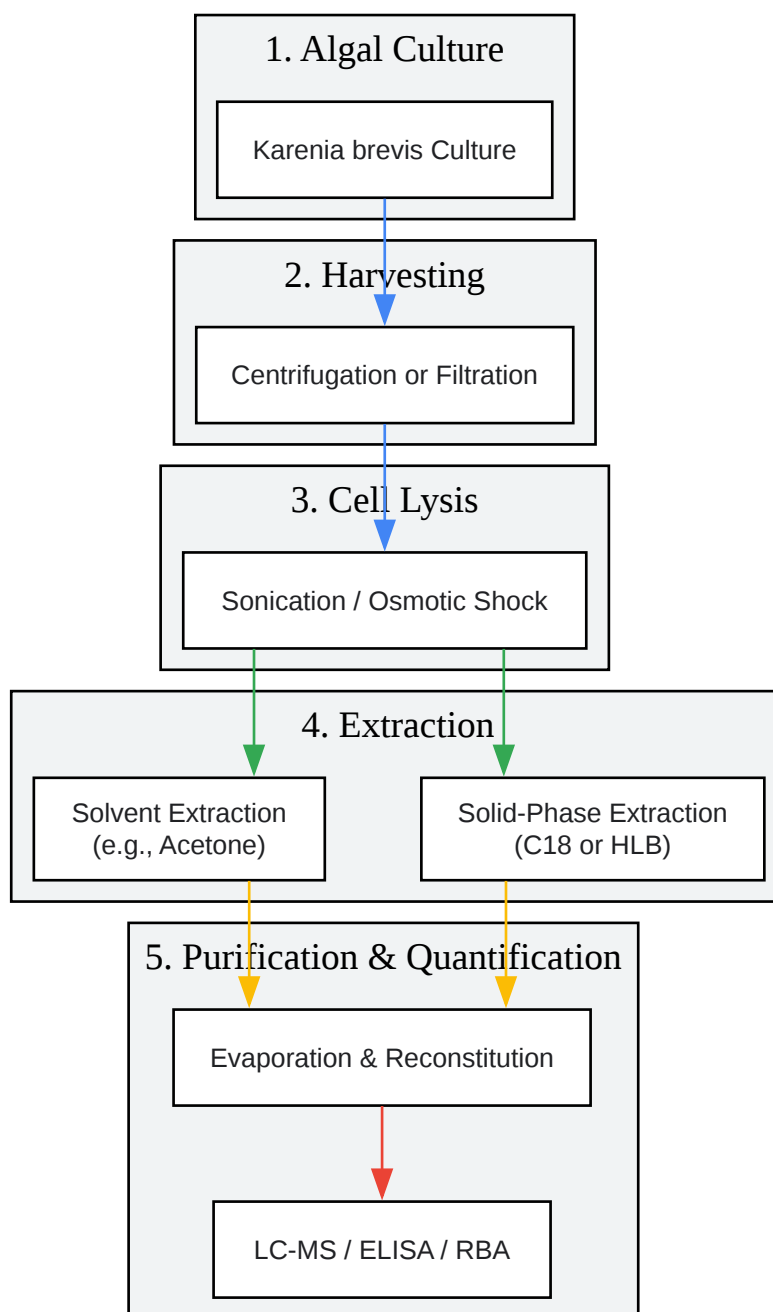 1. Algal Culture
Karenia brevis Culture
2. Harvesting
Centrifugation or Filtration
3. Cell Lysis
Sonication / Osmotic Shock
4. Extraction
Solvent Extraction
(e.g., Acetone)
Solid-Phase Extraction
(C18 or HLB)
5. Purification & Quantification
Evaporation & Reconstitution
LC-MS / ELISA / RBA